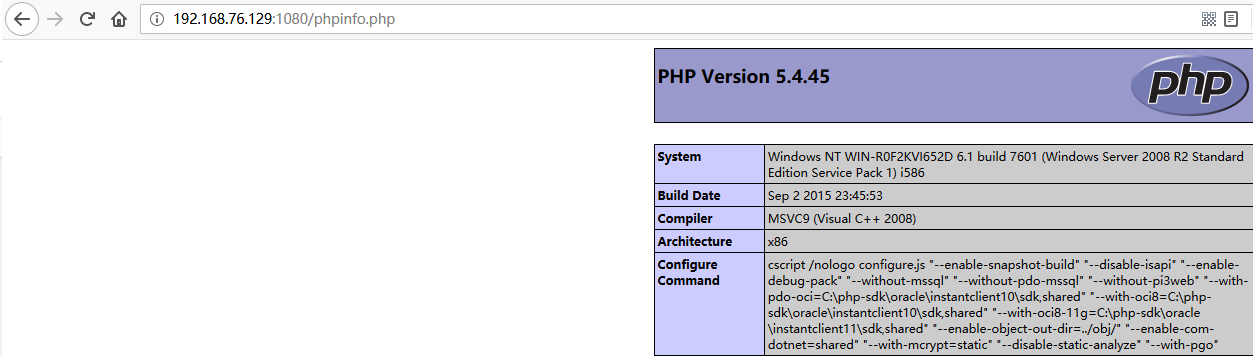 192.168.76.129:1080/phpinfo.php
PHP Version 5.4.45
php
System
Windows NT WIN-R0F2KVI652D 6.1 build 7601 (Windows Server 2008 R2 Standard
Edition Service Pack 1) i586
Build Date
Sep 2 2015 23:45:53
Compiler
MSVC9 (Visual C++ 2008)
Architecture
x86
Configure
Command
cscript /nologo configure.js "--enable-snapshot-build" "--disable-isapi" "--enable-
debug-pack" "--without-mssql" "--without-pdo-mssql" "--without-pi3web" "--with-
pdo-oci=C:\php-sdk\oracle\instantclient10\sdk,shared" "--with-oci8=C:\php-
sdk\oracle\instantclient10\sdk,shared" "--with-oci8-11g=C:\php-sdk\oracle
\instantclient11\sdk,shared" "--enable-object-out-dir=../obj/" "--enable-com-
dotnet=shared" "--with-mcrypt=static" "--disable-static-analyze" "--with-pgo"